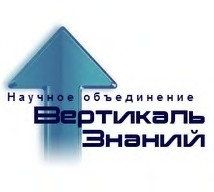 Научное объединение
Вертикаль
Знаний